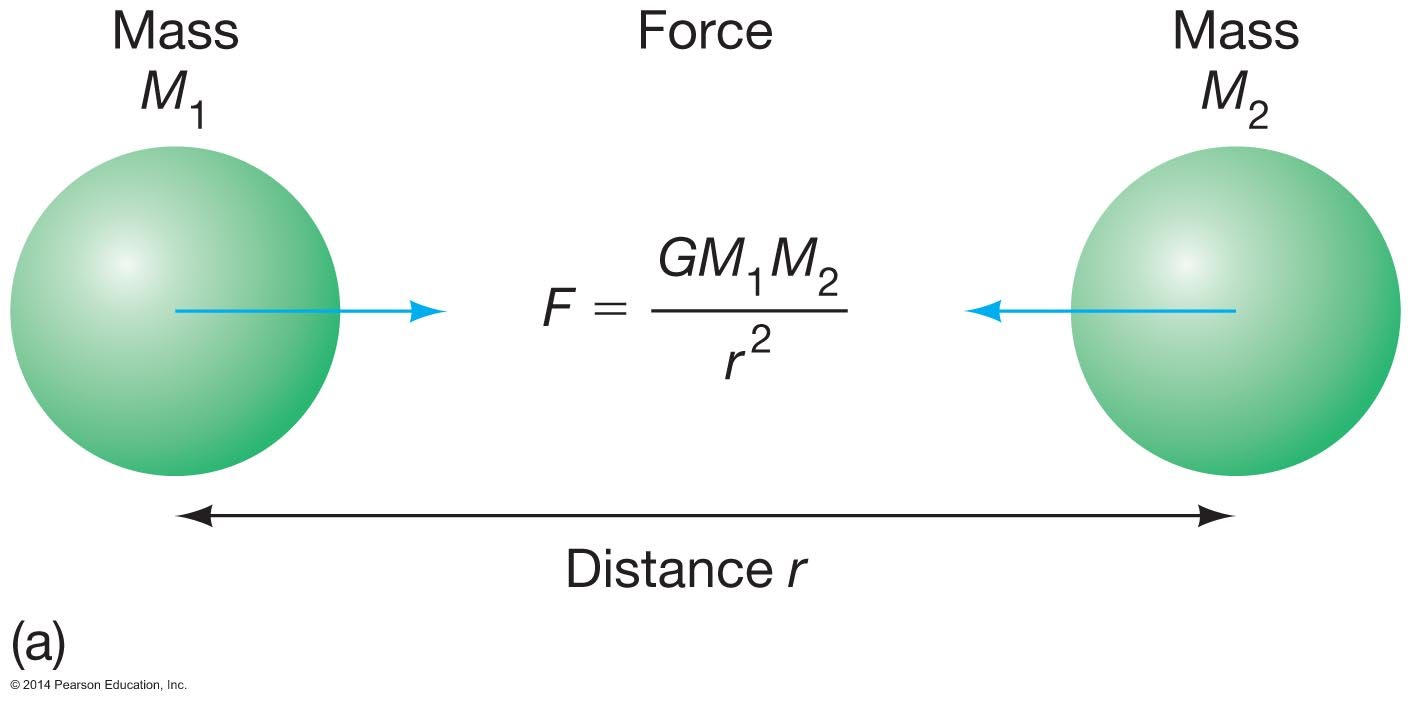 Mass
M₁
Force
Mass
M₂
F = GM₁M₂ / r²
Distance r
(a)
© 2014 Pearson Education, Inc.